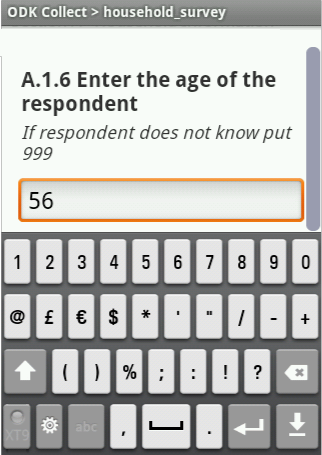 ODK Collect > household_survey
A.1.6 Enter the age of the
respondent
If respondent does not know put
999
56
1 2 3 4 5 6 7 8 9 0
@ £ € $ * ' " / - +
( ) % ; : ! ?
XT9 abc , .